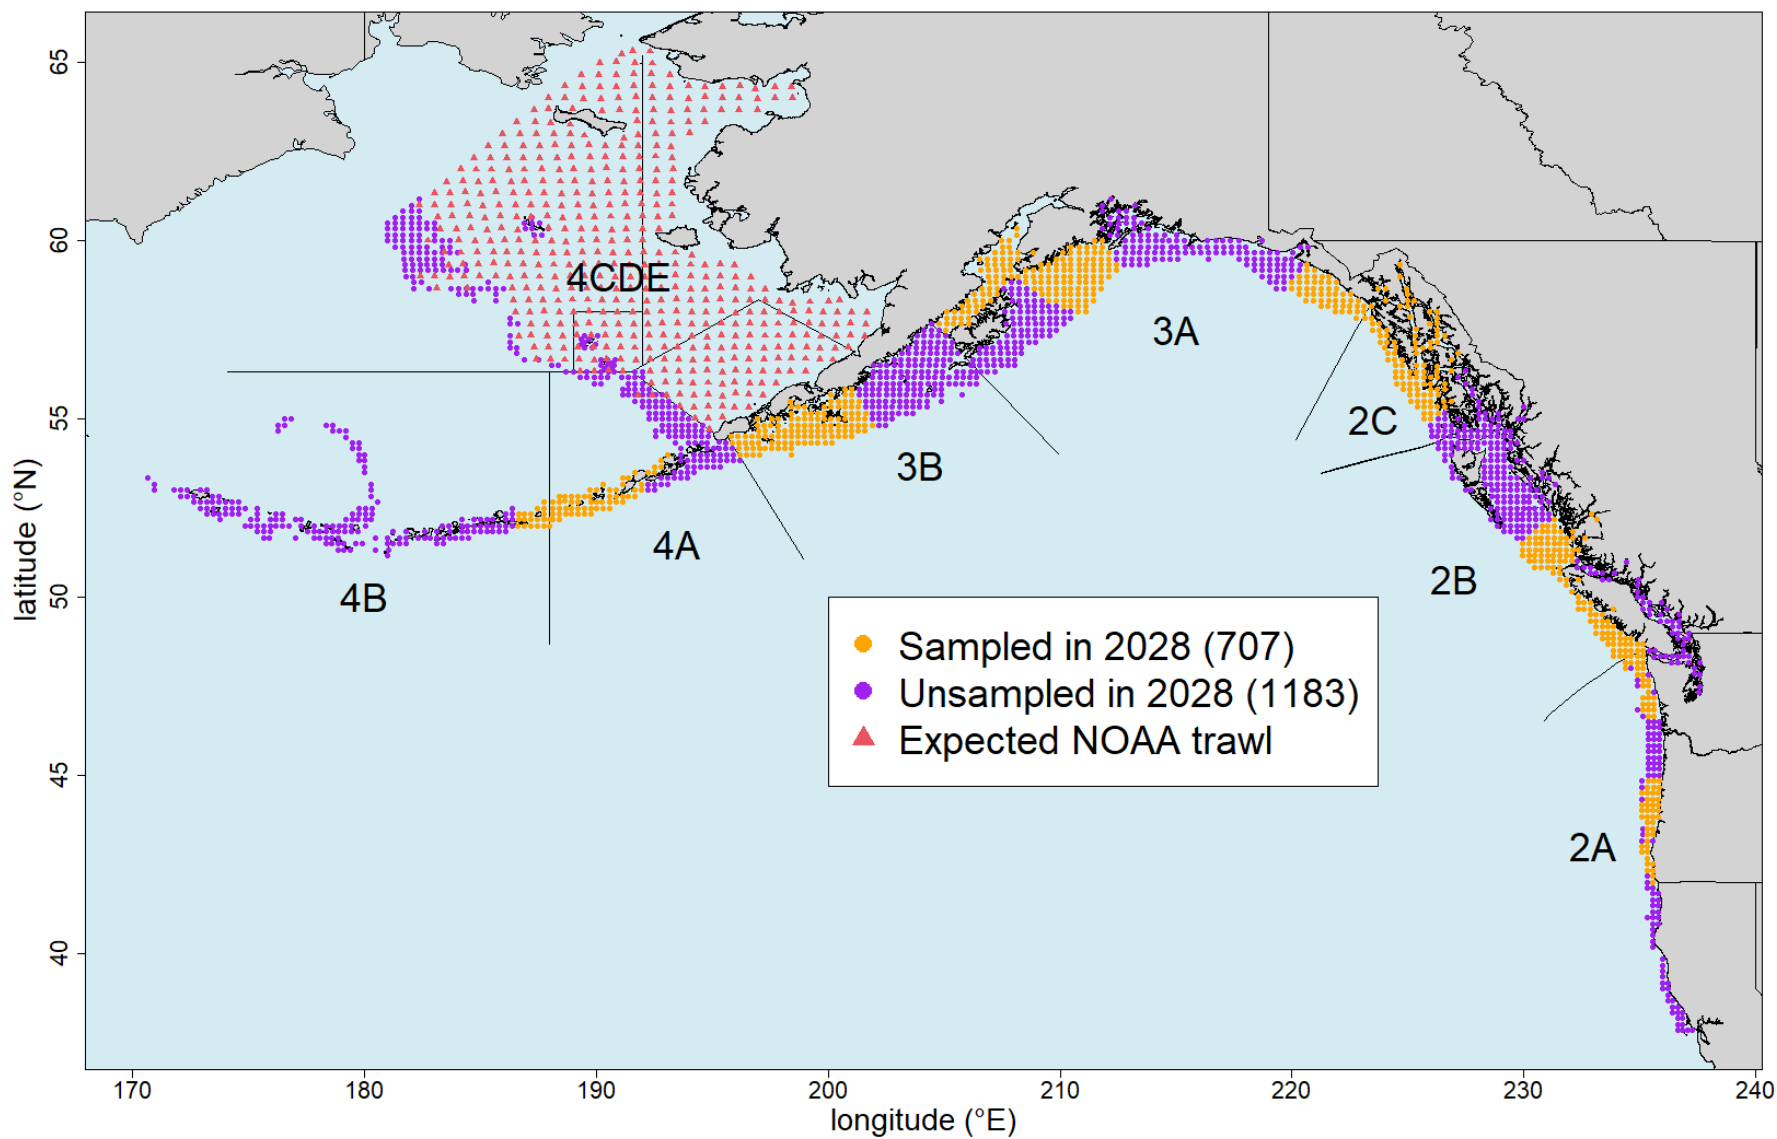 65
60
55
50
45
40
latitude (°N)
4CDE
3A
2C
3B
4A
2B
4B
2A
Sampled in 2028 (707)
Unsampled in 2028 (1183)
Expected NOAA trawl
170
180
190
200
210
220
230
240
longitude (°E)